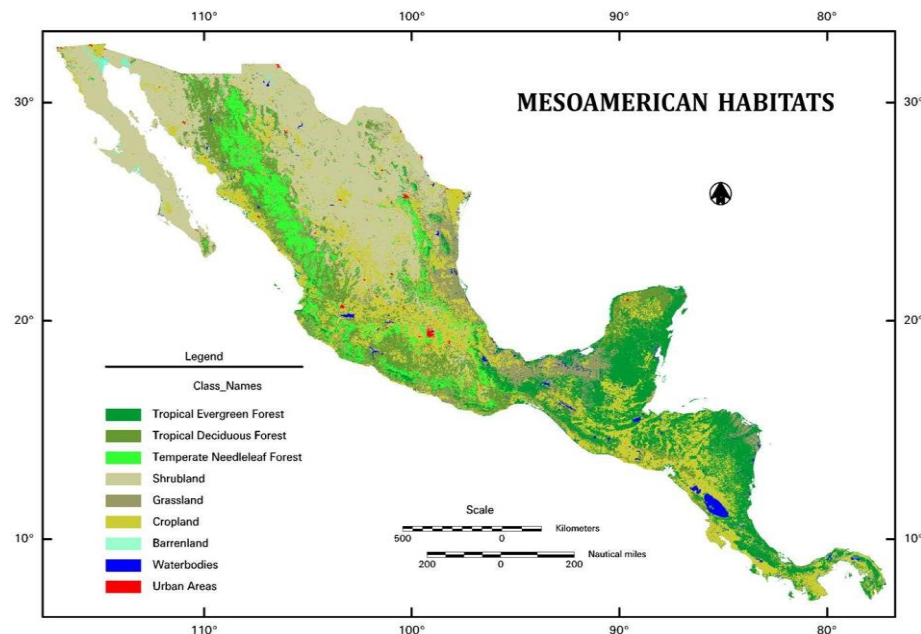 110°
100°
90°
80°
MESOAMERICAN HABITATS
30°
30°
20°
20°
10°
10°
Legend
Class_Names
Tropical Evergreen Forest
Tropical Deciduous Forest
Temperate Needleleaf Forest
Shrubland
Grassland
Cropland
Barrenland
Waterbodies
Urban Areas
Scale
Kilometers
500 0
Nautical miles
200 0 200
110°
100°
90°
80°